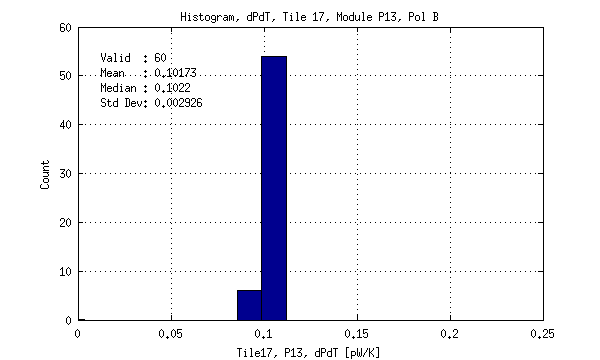 Histogram, dPdT, Tile 17, Module P13, Pol B
60
50
40
30
20
10
0
Count
Valid : 60
Mean : 0.10173
Median : 0.1022
Std Dev: 0.002926
0 0.05 0.1 0.15 0.2 0.25
Tile17, P13, dPdT [pW/K]